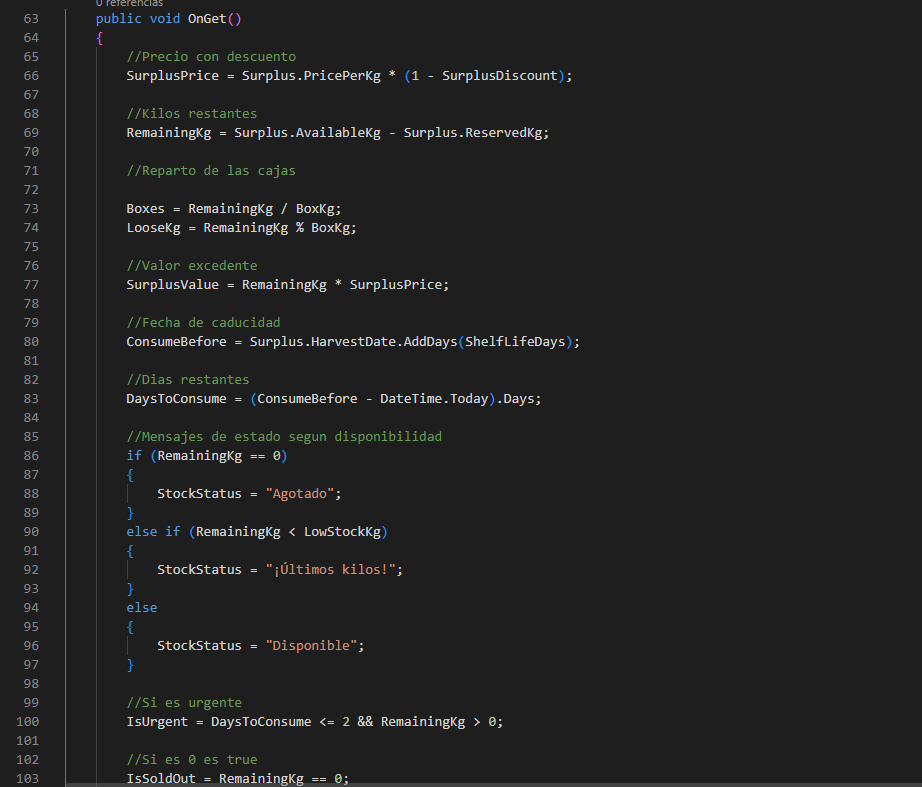 0 referencias
63 public void OnGet()
64 {
65 //Precio con descuento
66 SurplusPrice = Surplus.PricePerKg * (1 - SurplusDiscount);
67
68 //Kilos restantes
69 RemainingKg = Surplus.AvailableKg - Surplus.ReservedKg;
70
71 //Reparto de las cajas
72
73 Boxes = RemainingKg / BoxKg;
74 LooseKg = RemainingKg % BoxKg;
75
76 //Valor excedente
77 SurplusValue = RemainingKg * SurplusPrice;
78
79 //Fecha de caducidad
80 ConsumeBefore = Surplus.HarvestDate.AddDays(ShelfLifeDays);
81
82 //Dias restantes
83 DaysToConsume = (ConsumeBefore - DateTime.Today).Days;
84
85 //Mensajes de estado segun disponibilidad
86 if (RemainingKg == 0)
87 {
88 StockStatus = "Agotado";
89 }
90 else if (RemainingKg < LowStockKg)
91 {
92 StockStatus = "¡Últimos kilos!";
93 }
94 else
95 {
96 StockStatus = "Disponible";
97 }
98
99 //Si es urgente
100 IsUrgent = DaysToConsume <= 2 && RemainingKg > 0;
101
102 //Si es 0 es true
103 IsSoldOut = RemainingKg == 0;